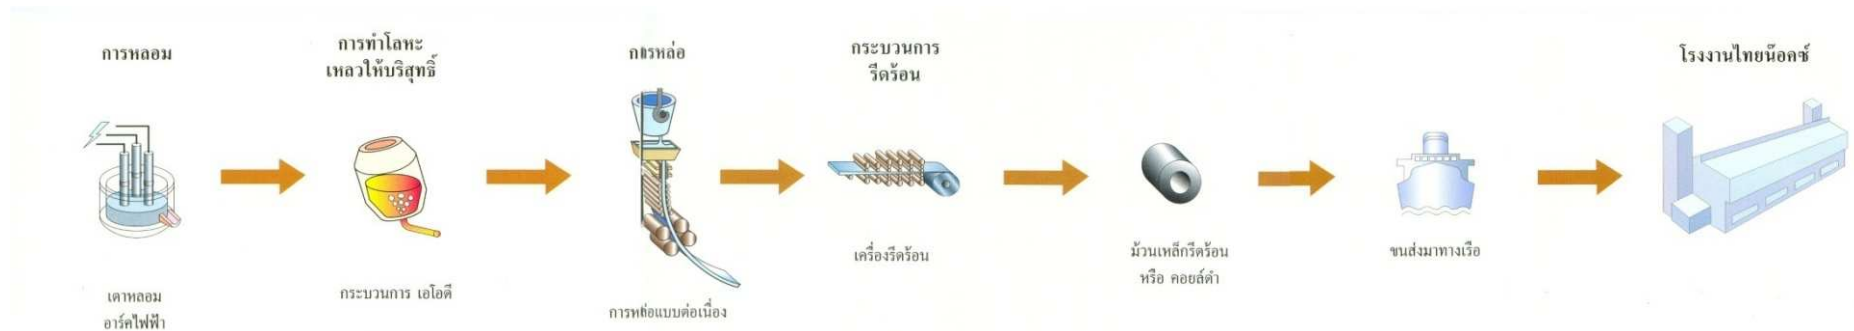 การหลอม
การทำโลหะ
เหลวให้บริสุทธิ์
การหล่อ
กระบวนการ
รีดร้อน
โรงงานไทยน๊อคซ์
เตาหลอม
อาร์คไฟฟ้า
กระบวนการ เอโอดี
การหล่อแบบต่อเนื่อง
เครื่องรีดร้อน
ม้วนเหล็กรีดร้อน
หรือ คอยล์ดำ
ขนส่งมาทางเรือ